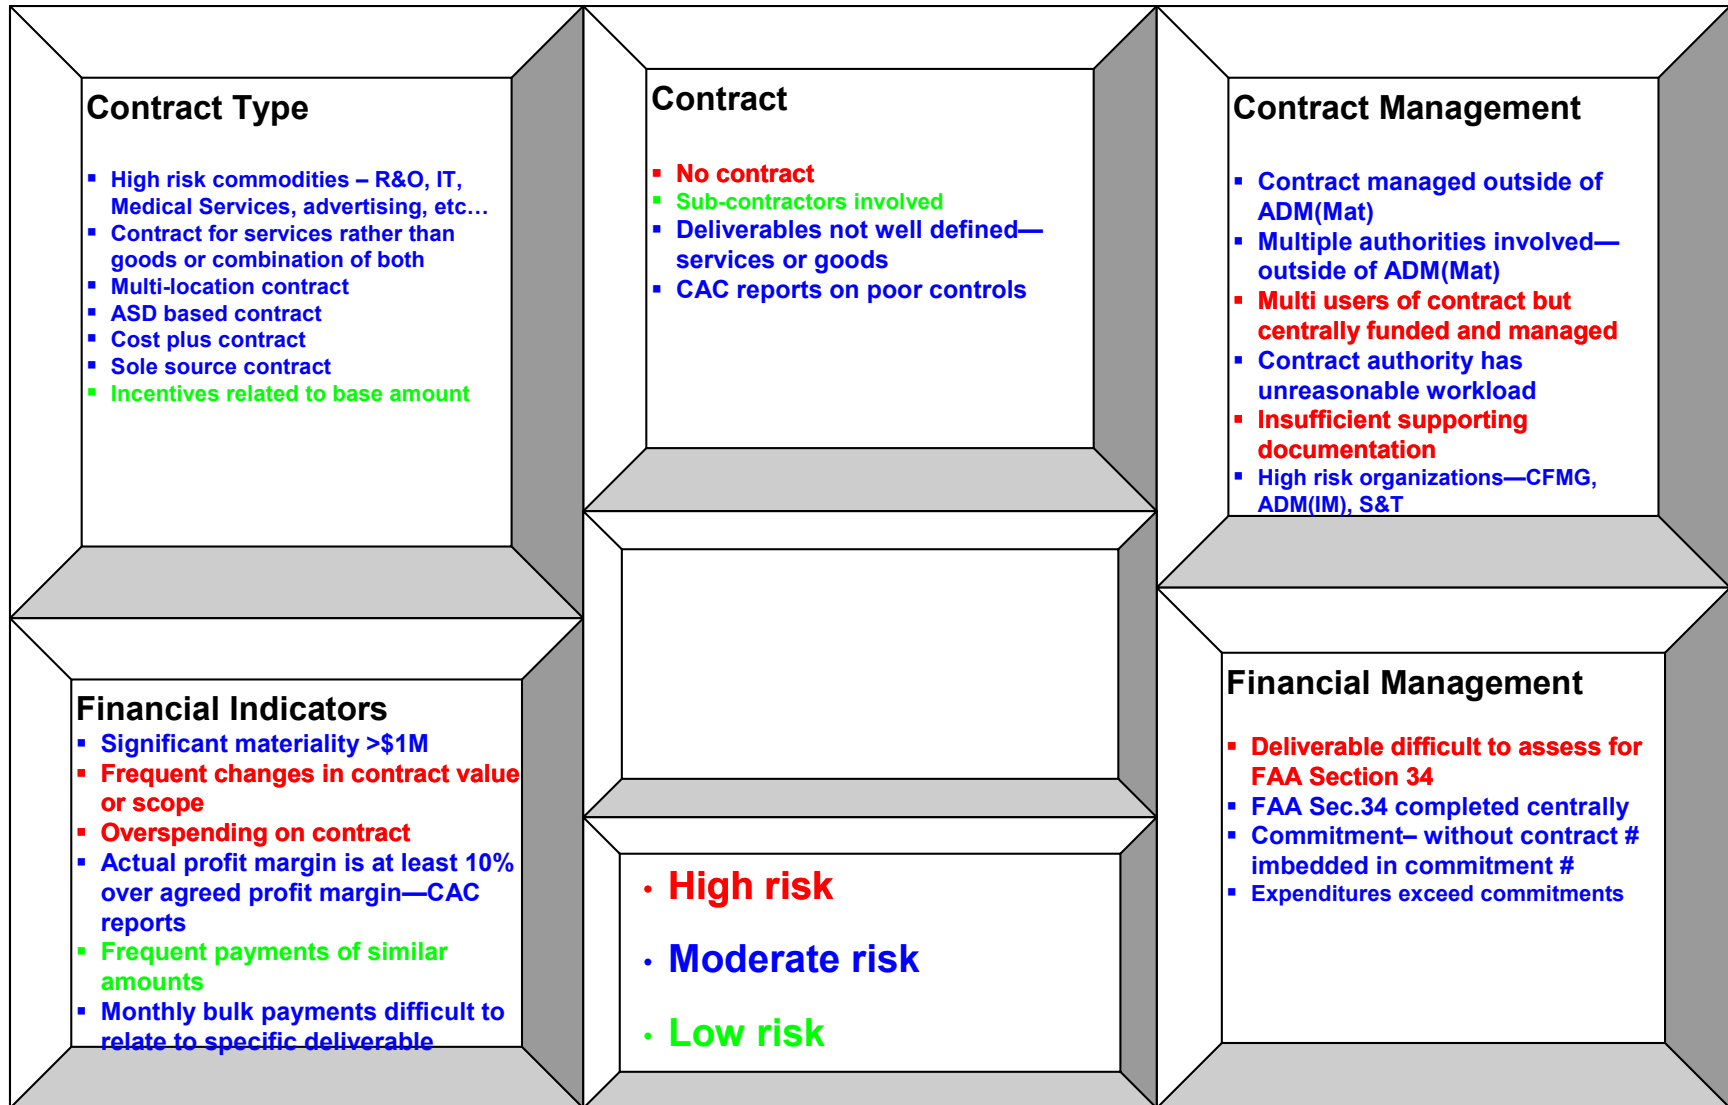 Contract Type
▪ High risk commodities – R&O, IT,
Medical Services, advertising, etc…
▪ Contract for services rather than
goods or combination of both
▪ Multi-location contract
▪ ASD based contract
▪ Cost plus contract
▪ Sole source contract
▪ Incentives related to base amount
Contract
▪ No contract
▪ Sub-contractors involved
▪ Deliverables not well defined—
services or goods
▪ CAC reports on poor controls
Contract Management
▪ Contract managed outside of
ADM(Mat)
▪ Multiple authorities involved—
outside of ADM(Mat)
▪ Multi users of contract but
centrally funded and managed
▪ Contract authority has
unreasonable workload
▪ Insufficient supporting
documentation
▪ High risk organizations—CFMG,
ADM(IM), S&T
Financial Indicators
▪ Significant materiality >$1M
▪ Frequent changes in contract value
or scope
▪ Overspending on contract
▪ Actual profit margin is at least 10%
over agreed profit margin—CAC
reports
▪ Frequent payments of similar
amounts
▪ Monthly bulk payments difficult to
relate to specific deliverable
• High risk
• Moderate risk
• Low risk
Financial Management
▪ Deliverable difficult to assess for
FAA Section 34
▪ FAA Sec.34 completed centrally
▪ Commitment– without contract #
imbedded in commitment #
▪ Expenditures exceed commitments